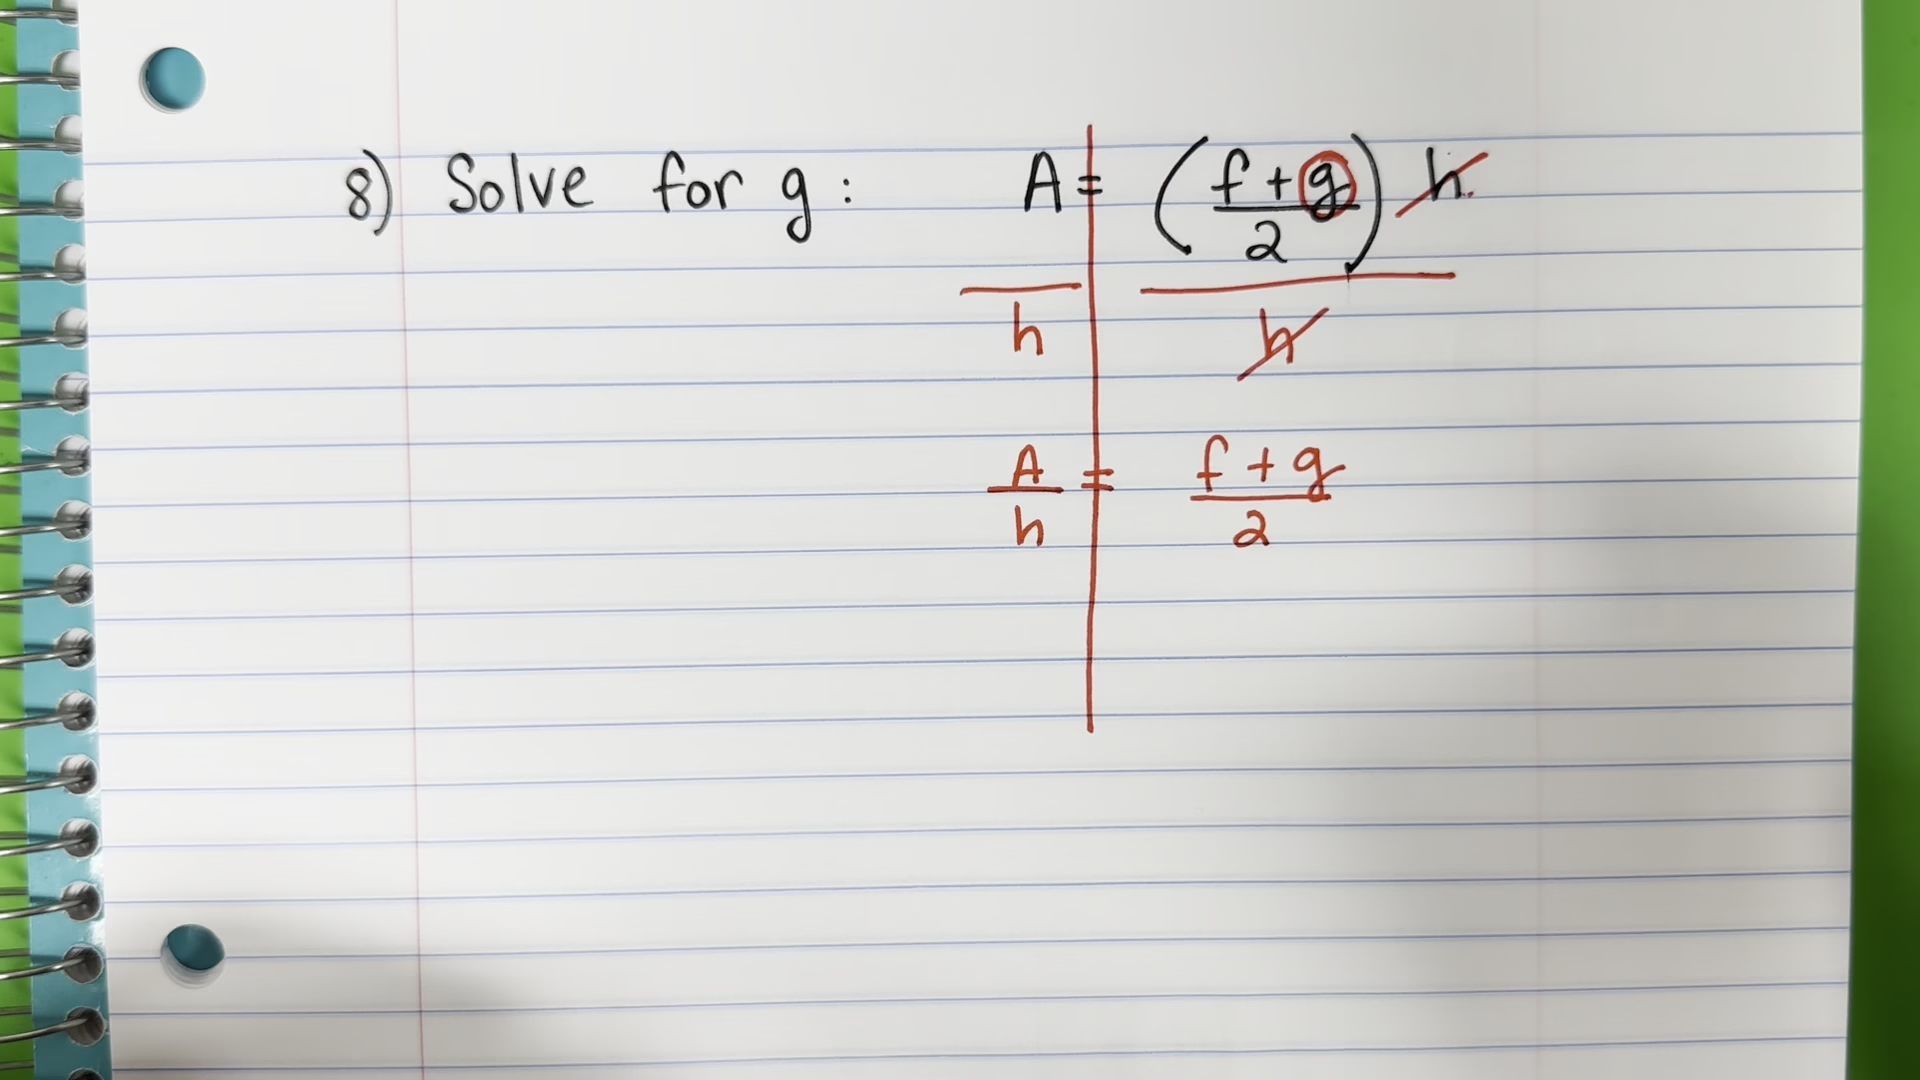 8) Solve for g: A = ((f + g)/2) h
h h
A/h = (f + g)/2